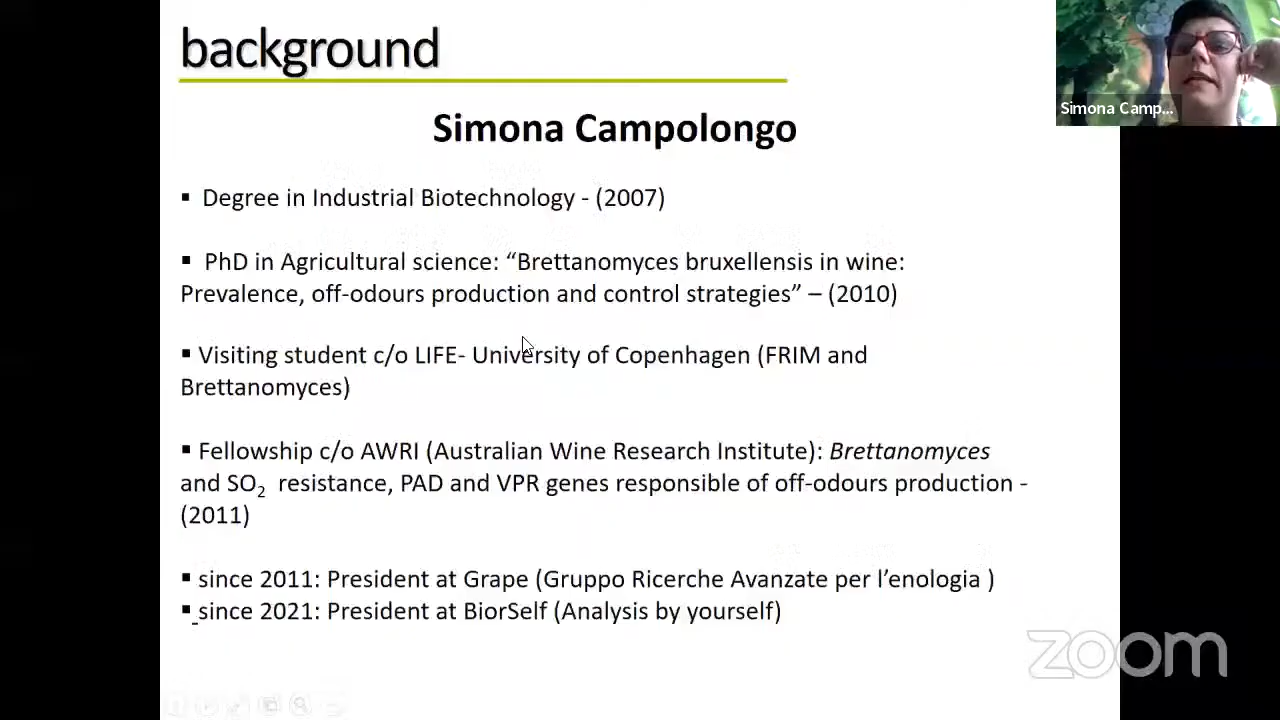 background
Simona Camp...
Simona Campolongo
▪ Degree in Industrial Biotechnology - (2007)
▪ PhD in Agricultural science: “Brettanomyces bruxellensis in wine:
Prevalence, off-odours production and control strategies” – (2010)
▪ Visiting student c/o LIFE- University of Copenhagen (FRIM and
Brettanomyces)
▪ Fellowship c/o AWRI (Australian Wine Research Institute): Brettanomyces
and SO2 resistance, PAD and VPR genes responsible of off-odours production -
(2011)
▪ since 2011: President at Grape (Gruppo Ricerche Avanzate per l’enologia )
▪ since 2021: President at BiorSelf (Analysis by yourself)
zoom